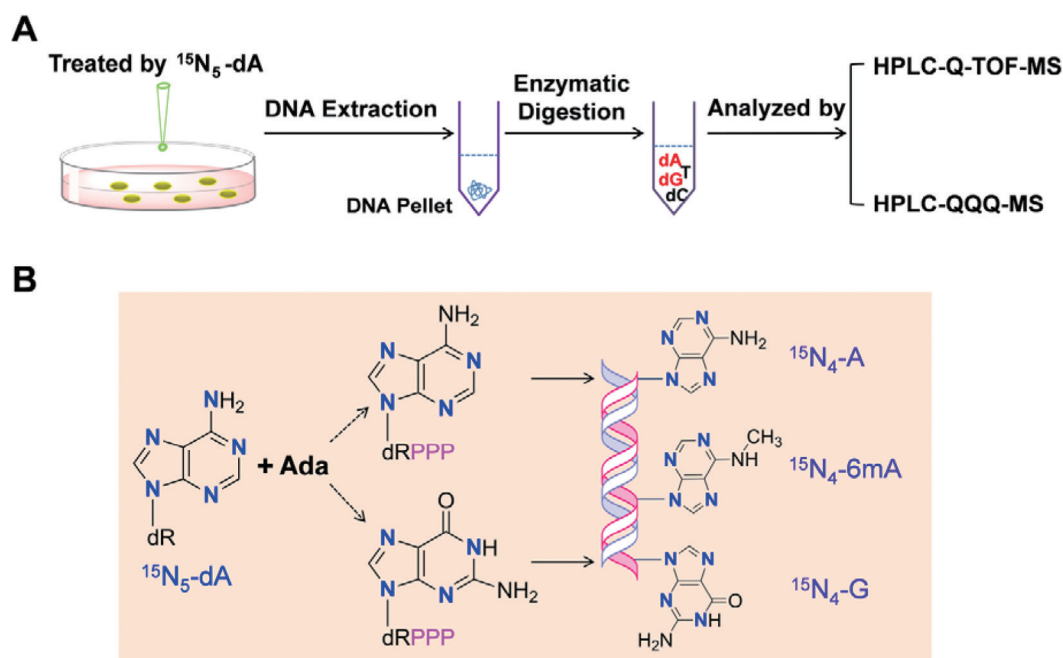 A
Treated by ¹⁵N₅-dA
DNA Extraction
Enzymatic
Digestion
Analyzed by
HPLC-Q-TOF-MS
HPLC-QQQ-MS
DNA Pellet
dA
T
dG
dC
B
NH₂
N
N
N
N
dR
¹⁵N₅-dA
+ Ada
NH₂
N
N
N
N
dRPPP
O
N
NH
N
N
NH₂
dRPPP
N
N
NH₂
N
N
¹⁵N₄-A
CH₃
N
N
NH
N
N
¹⁵N₄-6mA
N
N
N
O
NH
H₂N
¹⁵N₄-G